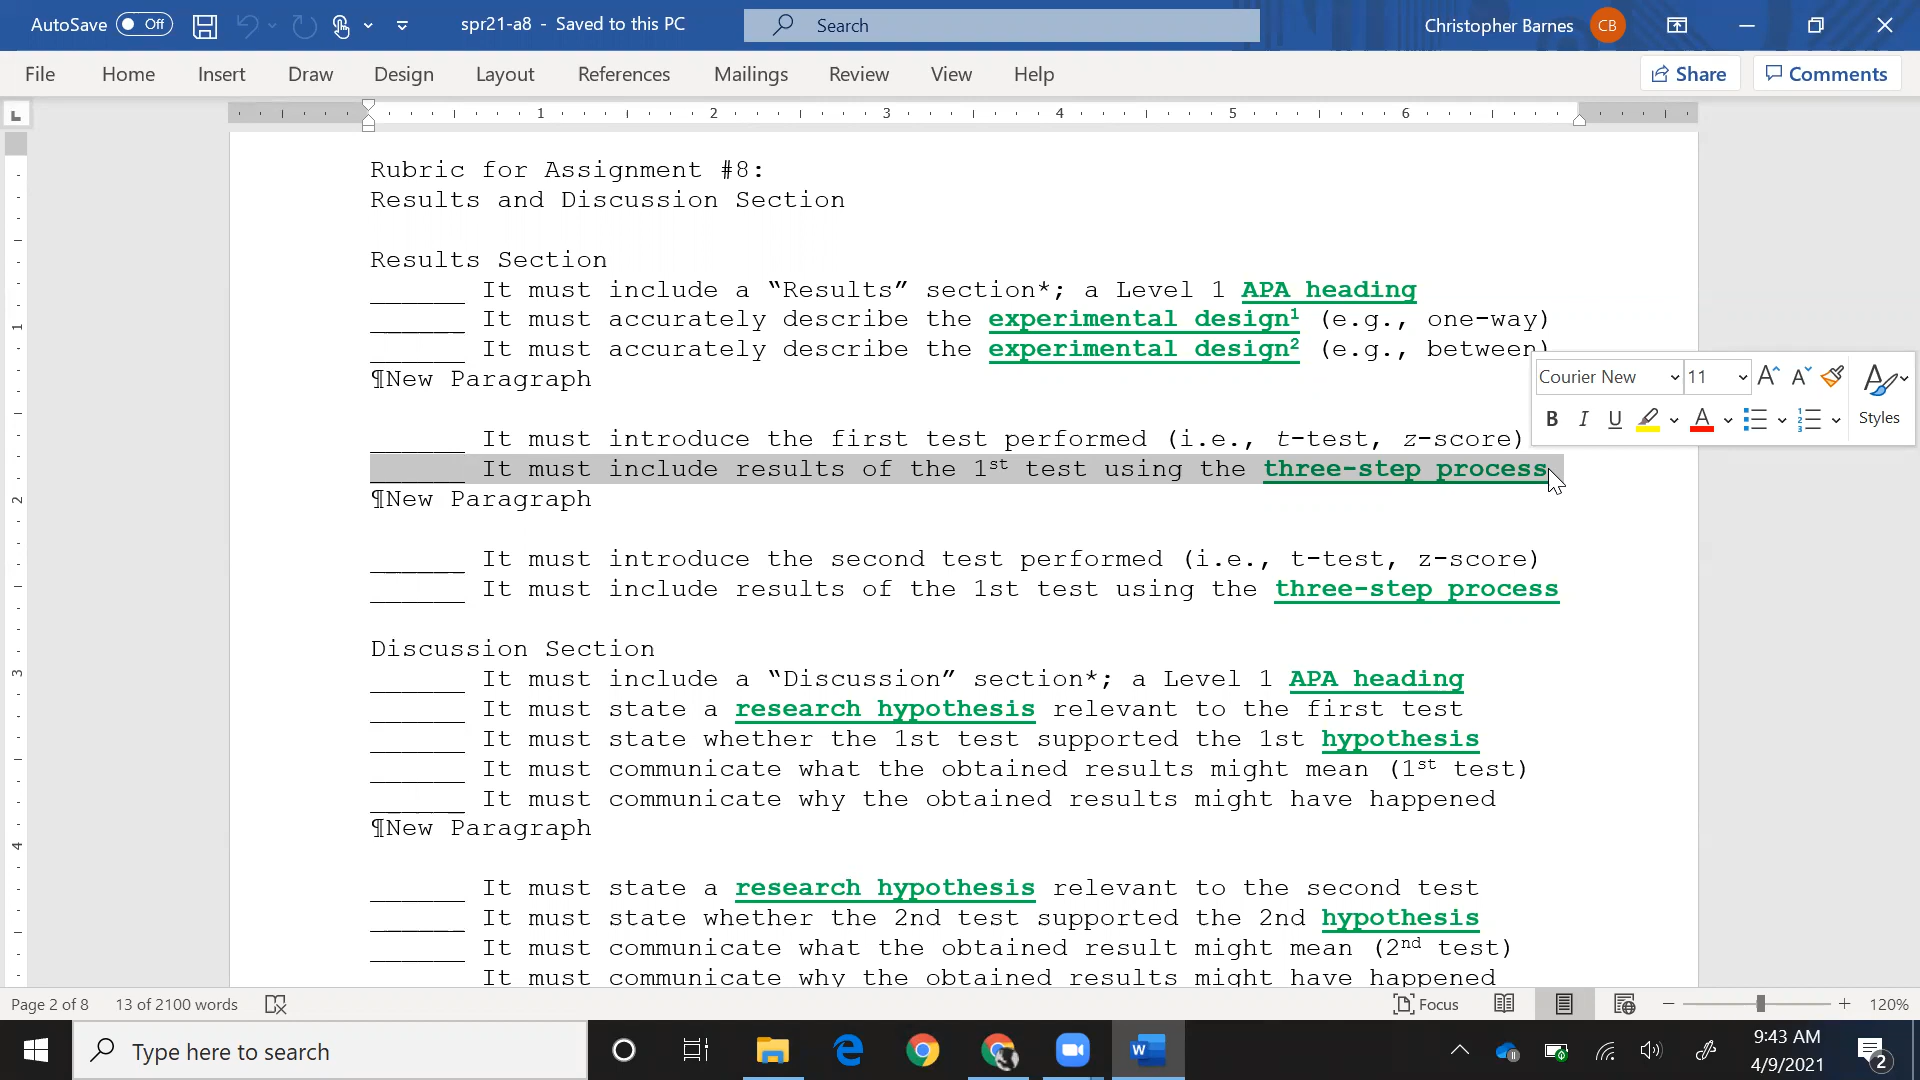 AutoSave Off spr21-a8 - Saved to this PC Search Christopher Barnes CB
File Home Insert Draw Design Layout References Mailings Review View Help Share Comments
1 2 3 4 5 6
Rubric for Assignment #8:
Results and Discussion Section
Results Section
______ It must include a “Results” section*; a Level 1 APA heading
______ It must accurately describe the experimental design¹ (e.g., one-way)
______ It must accurately describe the experimental design² (e.g., between)
¶New Paragraph
Courier New 11
B I U A Styles
______ It must introduce the first test performed (i.e., t-test, z-score)
______ It must include results of the 1st test using the three-step process
¶New Paragraph
______ It must introduce the second test performed (i.e., t-test, z-score)
______ It must include results of the 1st test using the three-step process
Discussion Section
______ It must include a “Discussion” section*; a Level 1 APA heading
______ It must state a research hypothesis relevant to the first test
______ It must state whether the 1st test supported the 1st hypothesis
______ It must communicate what the obtained results might mean (1st test)
______ It must communicate why the obtained results might have happened
¶New Paragraph
______ It must state a research hypothesis relevant to the second test
______ It must state whether the 2nd test supported the 2nd hypothesis
______ It must communicate what the obtained result might mean (2nd test)
It must communicate why the obtained results might have happened
1
2
3
4
Page 2 of 8 13 of 2100 words Focus 120%
Type here to search 9:43 AM
4/9/2021 2